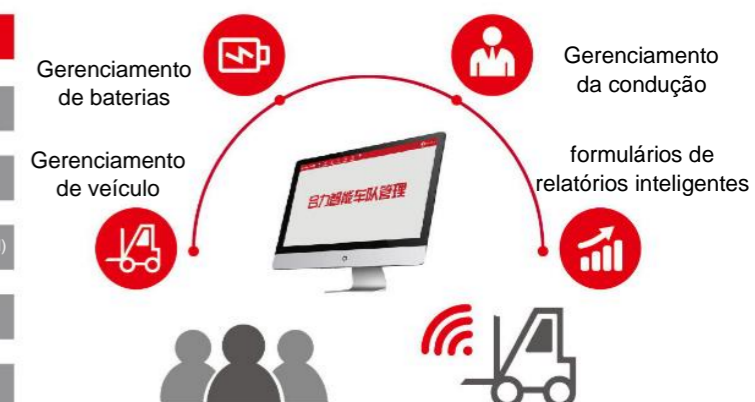 Gerenciamento
de baterias
Gerenciamento
da condução
Gerenciamento
de veículo
formulários de
relatórios inteligentes
合力智能车队管理
)